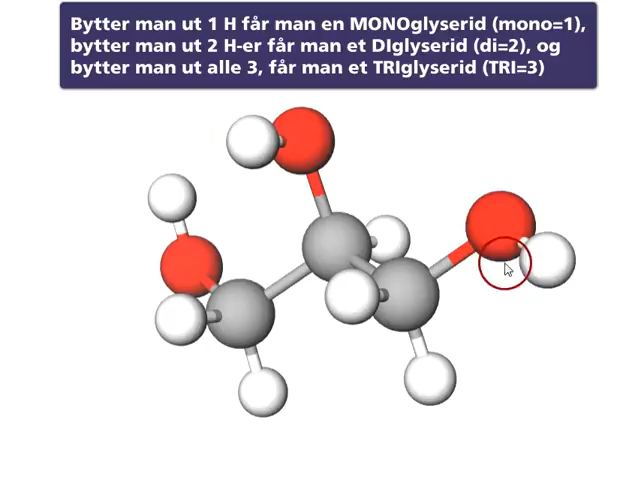 Bytter man ut 1 H får man en MONOglyserid (mono=1),
bytter man ut 2 H-er får man et DIglyserid (di=2), og
bytter man ut alle 3, får man et TRIglyserid (TRI=3)